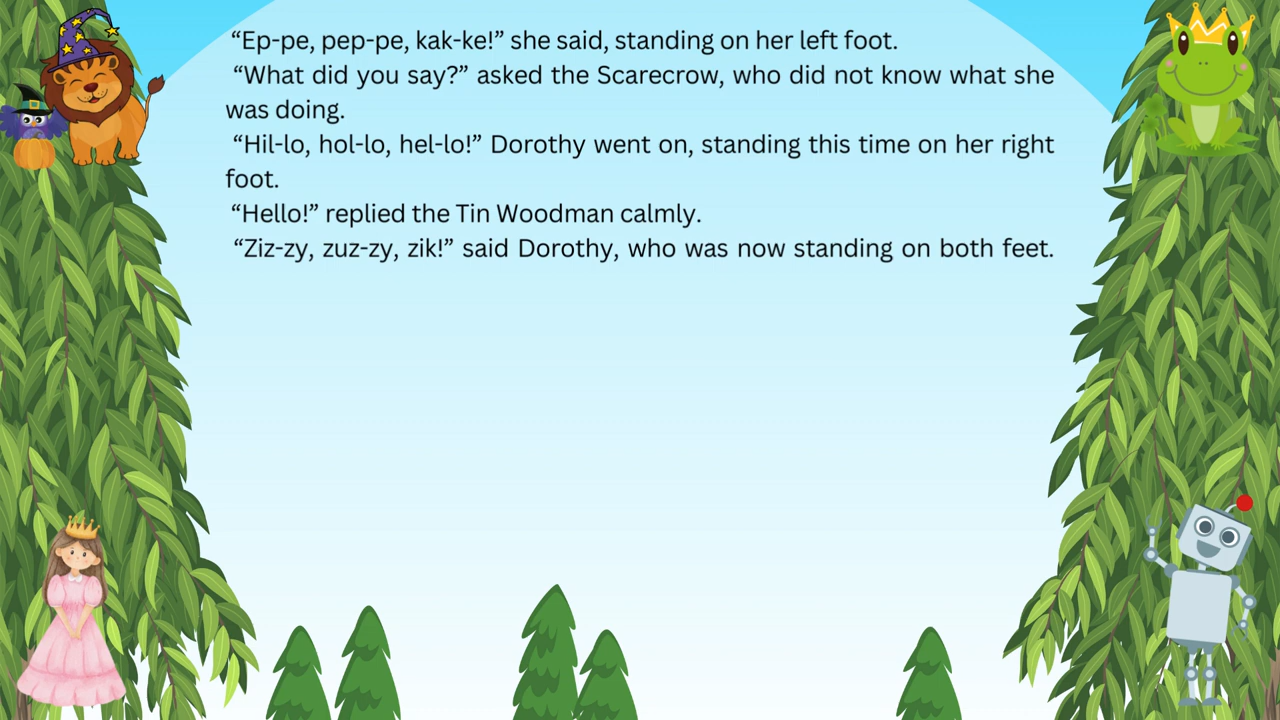 “Ep-pe, pep-pe, kak-ke!” she said, standing on her left foot.
“What did you say?” asked the Scarecrow, who did not know what she
was doing.
“Hil-lo, hol-lo, hel-lo!” Dorothy went on, standing this time on her right
foot.
“Hello!” replied the Tin Woodman calmly.
“Ziz-zy, zuz-zy, zik!” said Dorothy, who was now standing on both feet.